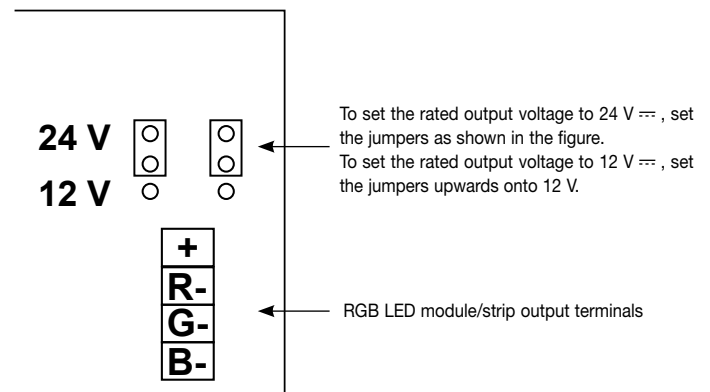 24 V
12 V
To set the rated output voltage to 24 V ⎓ , set
the jumpers as shown in the figure.
To set the rated output voltage to 12 V ⎓ , set
the jumpers upwards onto 12 V.
+
R-
G-
B-
RGB LED module/strip output terminals